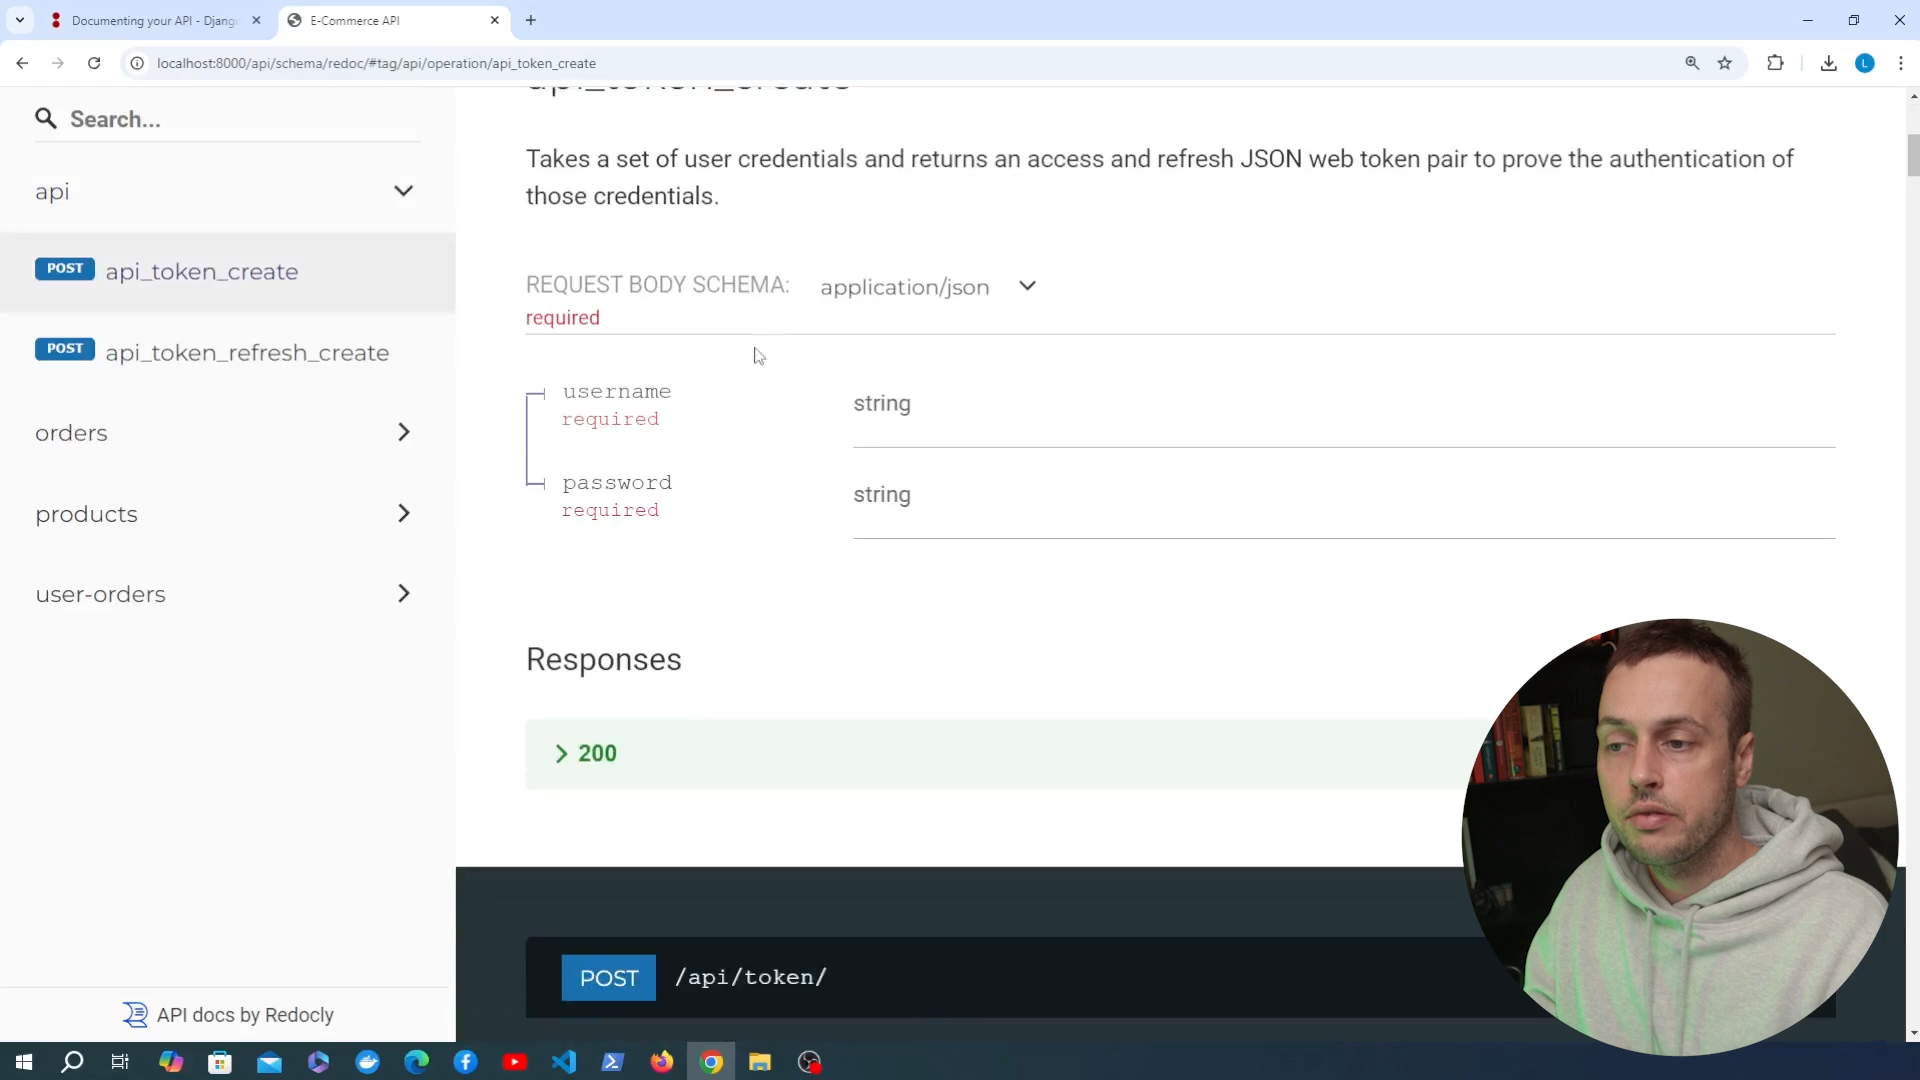 Documenting your API - Djang
E-Commerce API
localhost:8000/api/schema/redoc/#tag/api/operation/api_token_create
L
Search...
api
POST api_token_create
POST api_token_refresh_create
orders
products
user-orders
API docs by Redocly
api_token_create
Takes a set of user credentials and returns an access and refresh JSON web token pair to prove the authentication of
those credentials.
REQUEST BODY SCHEMA: application/json
required
username
required
string
password
required
string
Responses
200
POST /api/token/